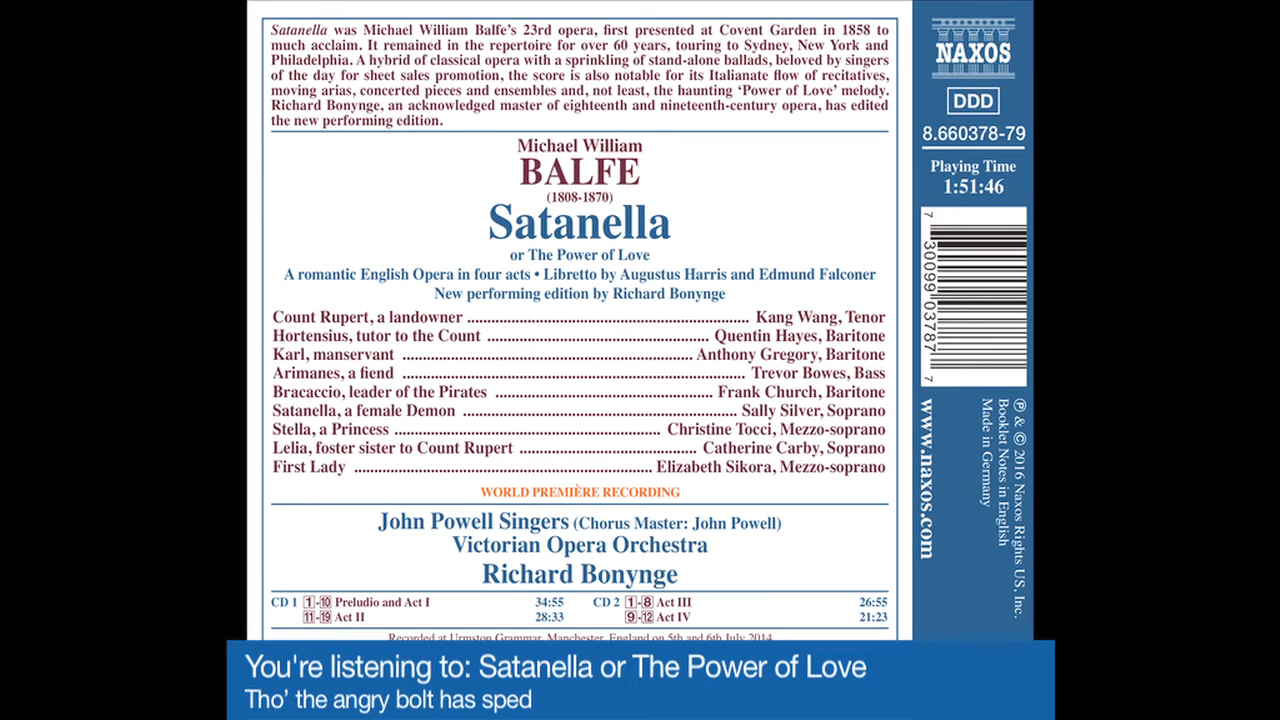 Satanella was Michael William Balfe's 23rd opera, first presented at Covent Garden in 1858 to
much acclaim. It remained in the repertoire for over 60 years, touring to Sydney, New York and
Philadelphia. A hybrid of classical opera with a sprinkling of stand-alone ballads, beloved by singers
of the day for sheet sales promotion, the score is also notable for its Italianate flow of recitatives,
moving arias, concerted pieces and ensembles and, not least, the haunting ‘Power of Love’ melody.
Richard Bonynge, an acknowledged master of eighteenth and nineteenth-century opera, has edited
the new performing edition.
Michael William
BALFE
(1808-1870)
Satanella
or The Power of Love
A romantic English Opera in four acts • Libretto by Augustus Harris and Edmund Falconer
New performing edition by Richard Bonynge
Count Rupert, a landowner ........ Kang Wang, Tenor
Hortensius, tutor to the Count ........ Quentin Hayes, Baritone
Karl, manservant ........ Anthony Gregory, Baritone
Arimanes, a fiend ........ Trevor Bowes, Bass
Bracaccio, leader of the Pirates ........ Frank Church, Baritone
Satanella, a female Demon ........ Sally Silver, Soprano
Stella, a Princess ........ Christine Tocci, Mezzo-soprano
Lelia, foster sister to Count Rupert ........ Catherine Carby, Soprano
First Lady ........ Elizabeth Sikora, Mezzo-soprano
WORLD PREMIÈRE RECORDING
John Powell Singers (Chorus Master: John Powell)
Victorian Opera Orchestra
Richard Bonynge
CD 1 1-10 Preludio and Act I 34:55 CD 2 1-8 Act III 26:55
11-19 Act II 28:33 9-12 Act IV 21:23
Recorded at Urmston Grammar, Manchester, England on 5th and 6th July 2014
NAXOS
DDD
8.660378-79
Playing Time
1:51:46
7 30099 03787 7
www.naxos.com
℗ & © 2016 Naxos Rights US, Inc.
Booklet Notes in English
Made in Germany
You're listening to: Satanella or The Power of Love
Tho’ the angry bolt has sped